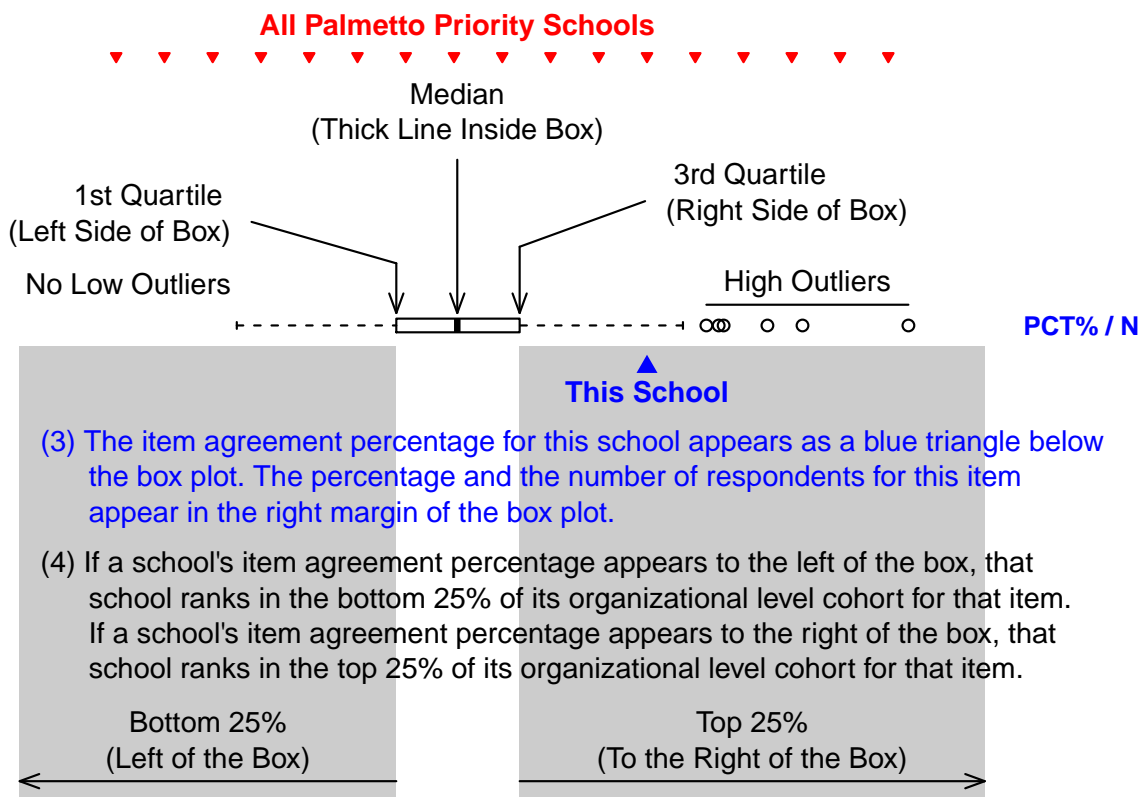 All Palmetto Priority Schools
Median
(Thick Line Inside Box)
1st Quartile
(Left Side of Box)
3rd Quartile
(Right Side of Box)
No Low Outliers
High Outliers
PCT% / N
This School
(3) The item agreement percentage for this school appears as a blue triangle below
the box plot. The percentage and the number of respondents for this item
appear in the right margin of the box plot.
(4) If a school's item agreement percentage appears to the left of the box, that
school ranks in the bottom 25% of its organizational level cohort for that item.
If a school's item agreement percentage appears to the right of the box, that
school ranks in the top 25% of its organizational level cohort for that item.
Bottom 25%
(Left of the Box)
Top 25%
(To the Right of the Box)